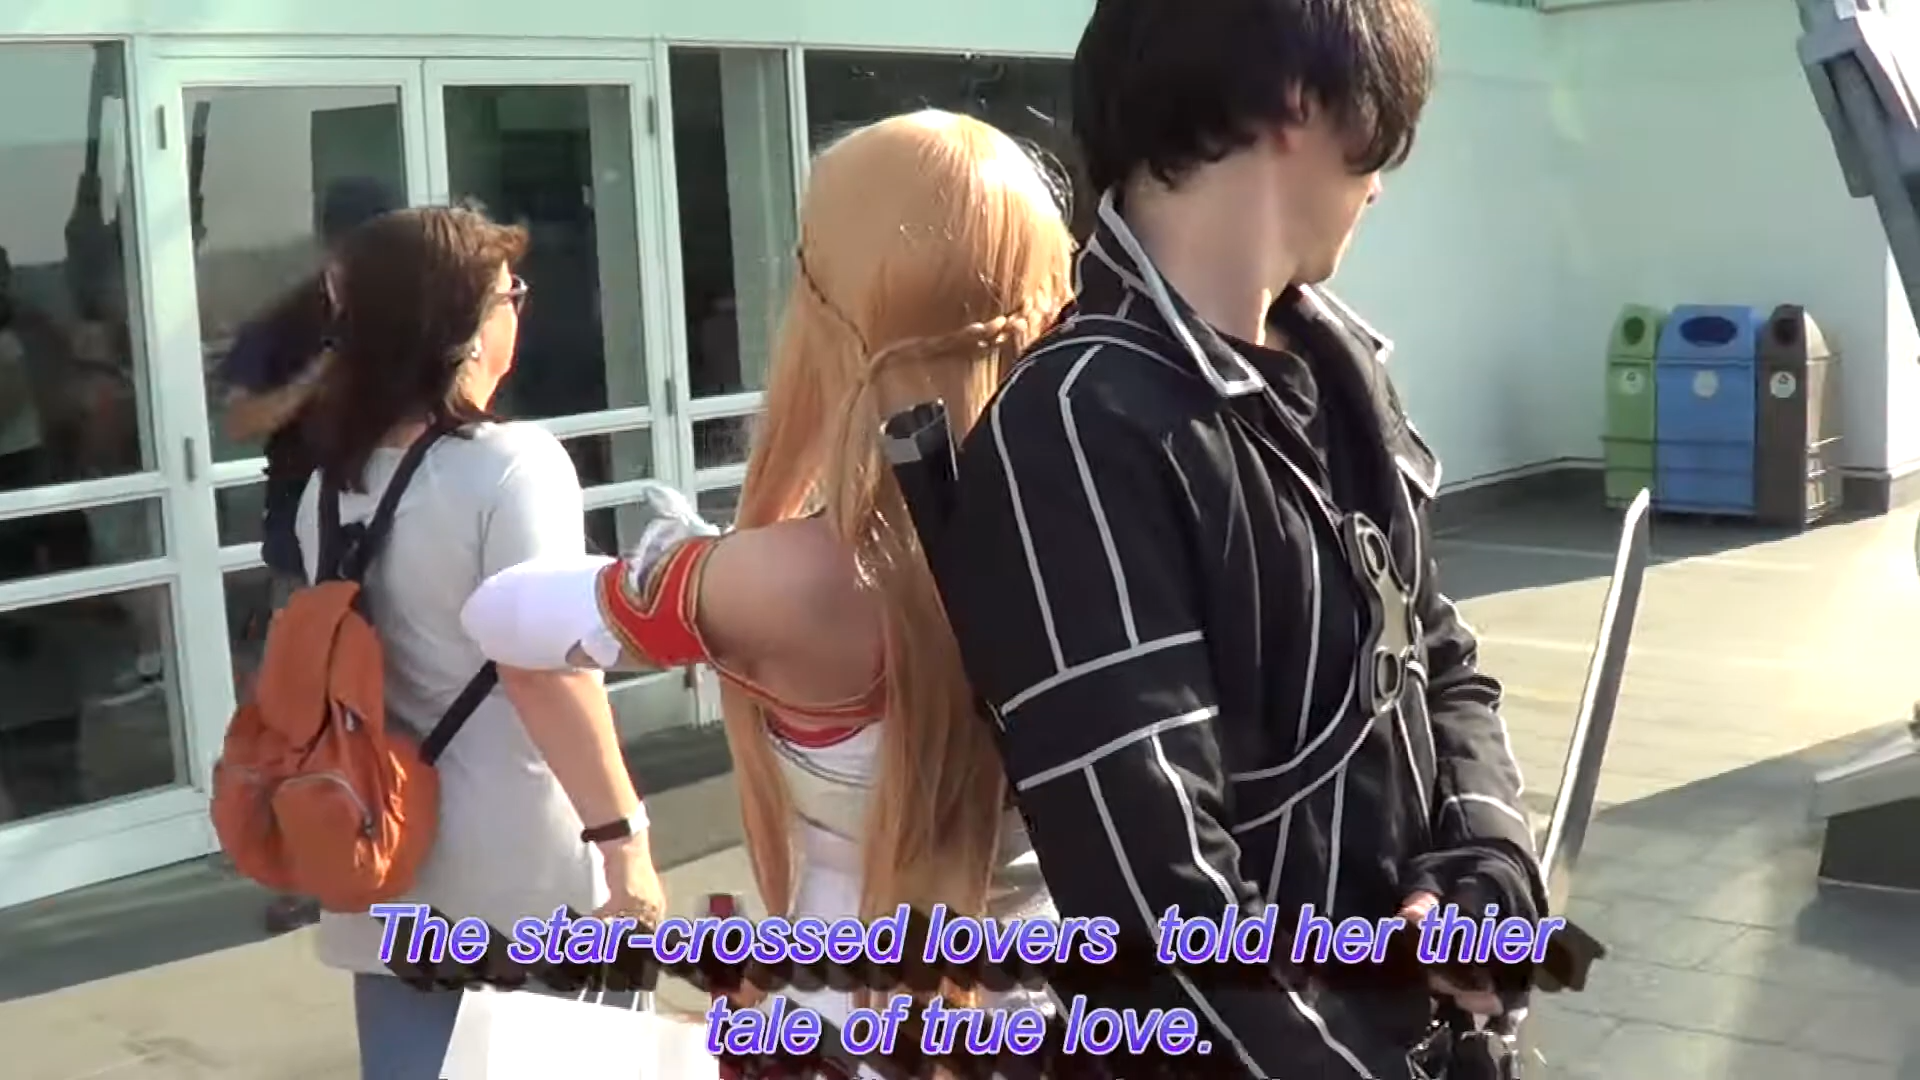 The star-crossed lovers  told her thier
tale of true love.